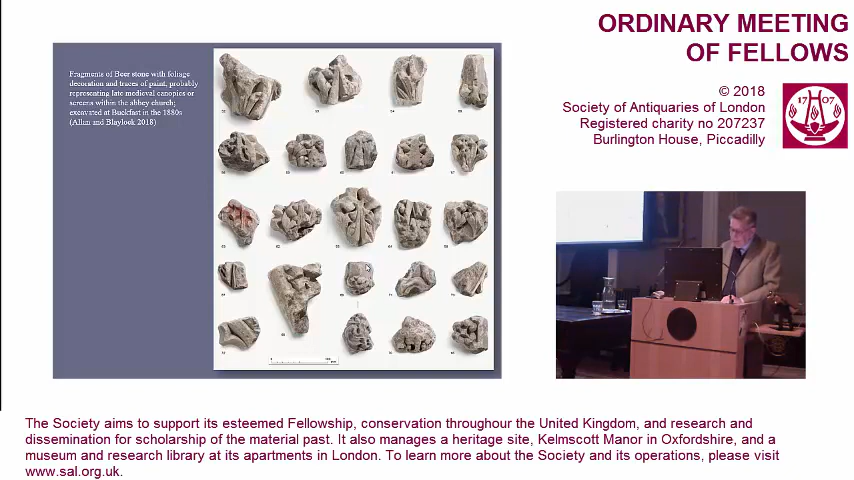 ORDINARY MEETING
OF FELLOWS
© 2018
Society of Antiquaries of London
Registered charity no 207237
Burlington House, Piccadilly
17 07
Fragments of Beer stone with foliage
decoration and traces of paint, probably
representing late medieval canopies or
screens within the abbey church;
excavated at Buckfast in the 1880s
(Allan and Blaylock 2018)
The Society aims to support its esteemed Fellowship, conservation throughour the United Kingdom, and research and
dissemination for scholarship of the material past. It also manages a heritage site, Kelmscott Manor in Oxfordshire, and a
museum and research library at its apartments in London. To learn more about the Society and its operations, please visit
www.sal.org.uk.